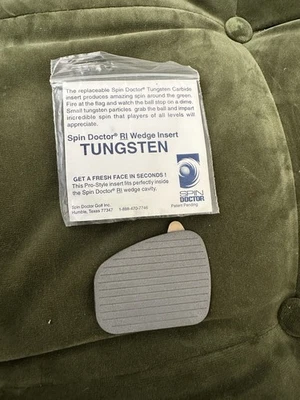 The replaceable Spin Doctor® Tungsten Carbide
insert produces amazing spin around the green.
Fire at the flag and watch the ball stop on a dime.
Small tungsten particles grab the ball and impart
incredible spin that players of all levels will
appreciate.
Spin Doctor® RI Wedge Insert
TUNGSTEN
GET A FRESH FACE IN SECONDS !
This Pro-Style insert fits perfectly inside
the Spin Doctor® RI wedge cavity.
Spin Doctor Golf Inc.
Humble, Texas 77347
SPIN
DOCTOR
Patent Pending